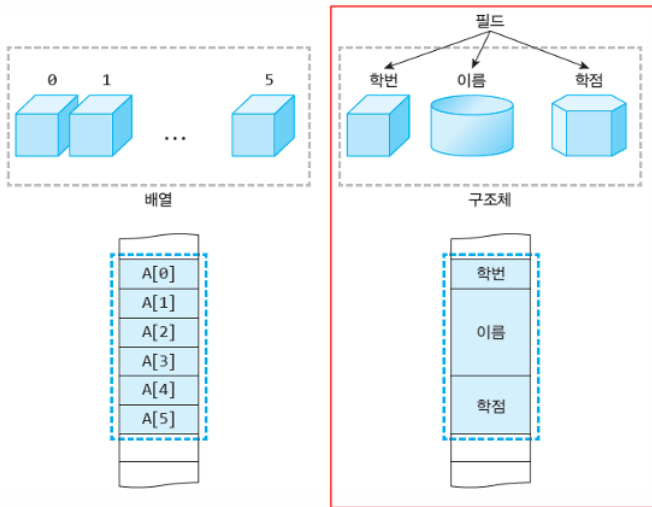 0 1 5
...
배열
A[0]
A[1]
A[2]
A[3]
A[4]
A[5]
필드
학번 이름 학점
구조체
학번
이름
학점